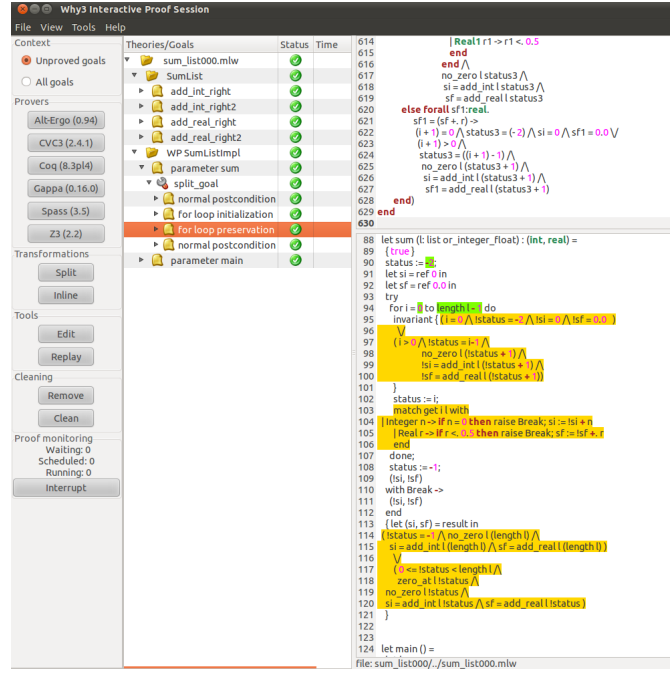 Why3 Interactive Proof Session
File View Tools Help
Context
Unproved goals
All goals
Provers
Alt-Ergo (0.94)
CVC3 (2.4.1)
Coq (8.3pl4)
Gappa (0.16.0)
Spass (3.5)
Z3 (2.2)
Transformations
Split
Inline
Tools
Edit
Replay
Cleaning
Remove
Clean
Proof monitoring
Waiting: 0
Scheduled: 0
Running: 0
Interrupt
Theories/Goals Status Time
sum_list000.mlw
SumList
add_int_right
add_int_right2
add_real_right
add_real_right2
WP SumListImpl
parameter sum
split_goal
normal postcondition
for loop initialization
for loop preservation
normal postcondition
parameter main
614 | Real1 r1 -> r1 <. 0.5
615 end
616 end /\
617 no_zero l status3 /\
618 si = add_int l status3 /\
619 sf = add_real l status3
620 else forall sf1:real.
621 sf1 = (sf +. r) ->
622 (i + 1) = 0 /\ status3 = (- 2) /\ si = 0 /\ sf1 = 0.0 \/
623 (i + 1) > 0 /\
624 status3 = ((i + 1) - 1) /\
625 no_zero l (status3 + 1) /\
626 si = add_int l (status3 + 1) /\
627 sf1 = add_real l (status3 + 1)
628 end)
629 end
630
88 let sum (l: list or_integer_float) : (int, real) =
89 { true }
90 status := -2;
91 let si = ref 0 in
92 let sf = ref 0.0 in
93 try
94 for i = 0 to length l - 1 do
95 invariant { ( i = 0 /\ !status = -2 /\ !si = 0 /\ !sf = 0.0 )
96 \/
97 ( i > 0 /\ !status = i-1 /\
98 no_zero l (!status + 1) /\
99 !si = add_int l (!status + 1) /\
100 !sf = add_real l (!status + 1))
101 }
102 status := i;
103 match get i l with
104 | Integer n -> if n = 0 then raise Break; si := !si + n
105 | Real r -> if r <. 0.5 then raise Break; sf := !sf +. r
106 end
107 done;
108 status := -1;
109 (!si, !sf)
110 with Break ->
111 (!si, !sf)
112 end
113 { let (si, sf) = result in
114 ( !status = -1 /\ no_zero l (length l) /\
115 si = add_int l (length l) /\ sf = add_real l (length l) )
116 \/
117 ( 0 <= !status < length l /\
118 zero_at l !status /\
119 no_zero l !status /\
120 si = add_int l !status /\ sf = add_real l !status )
121 }
122
123
124 let main () =
file: sum_list000/../sum_list000.mlw